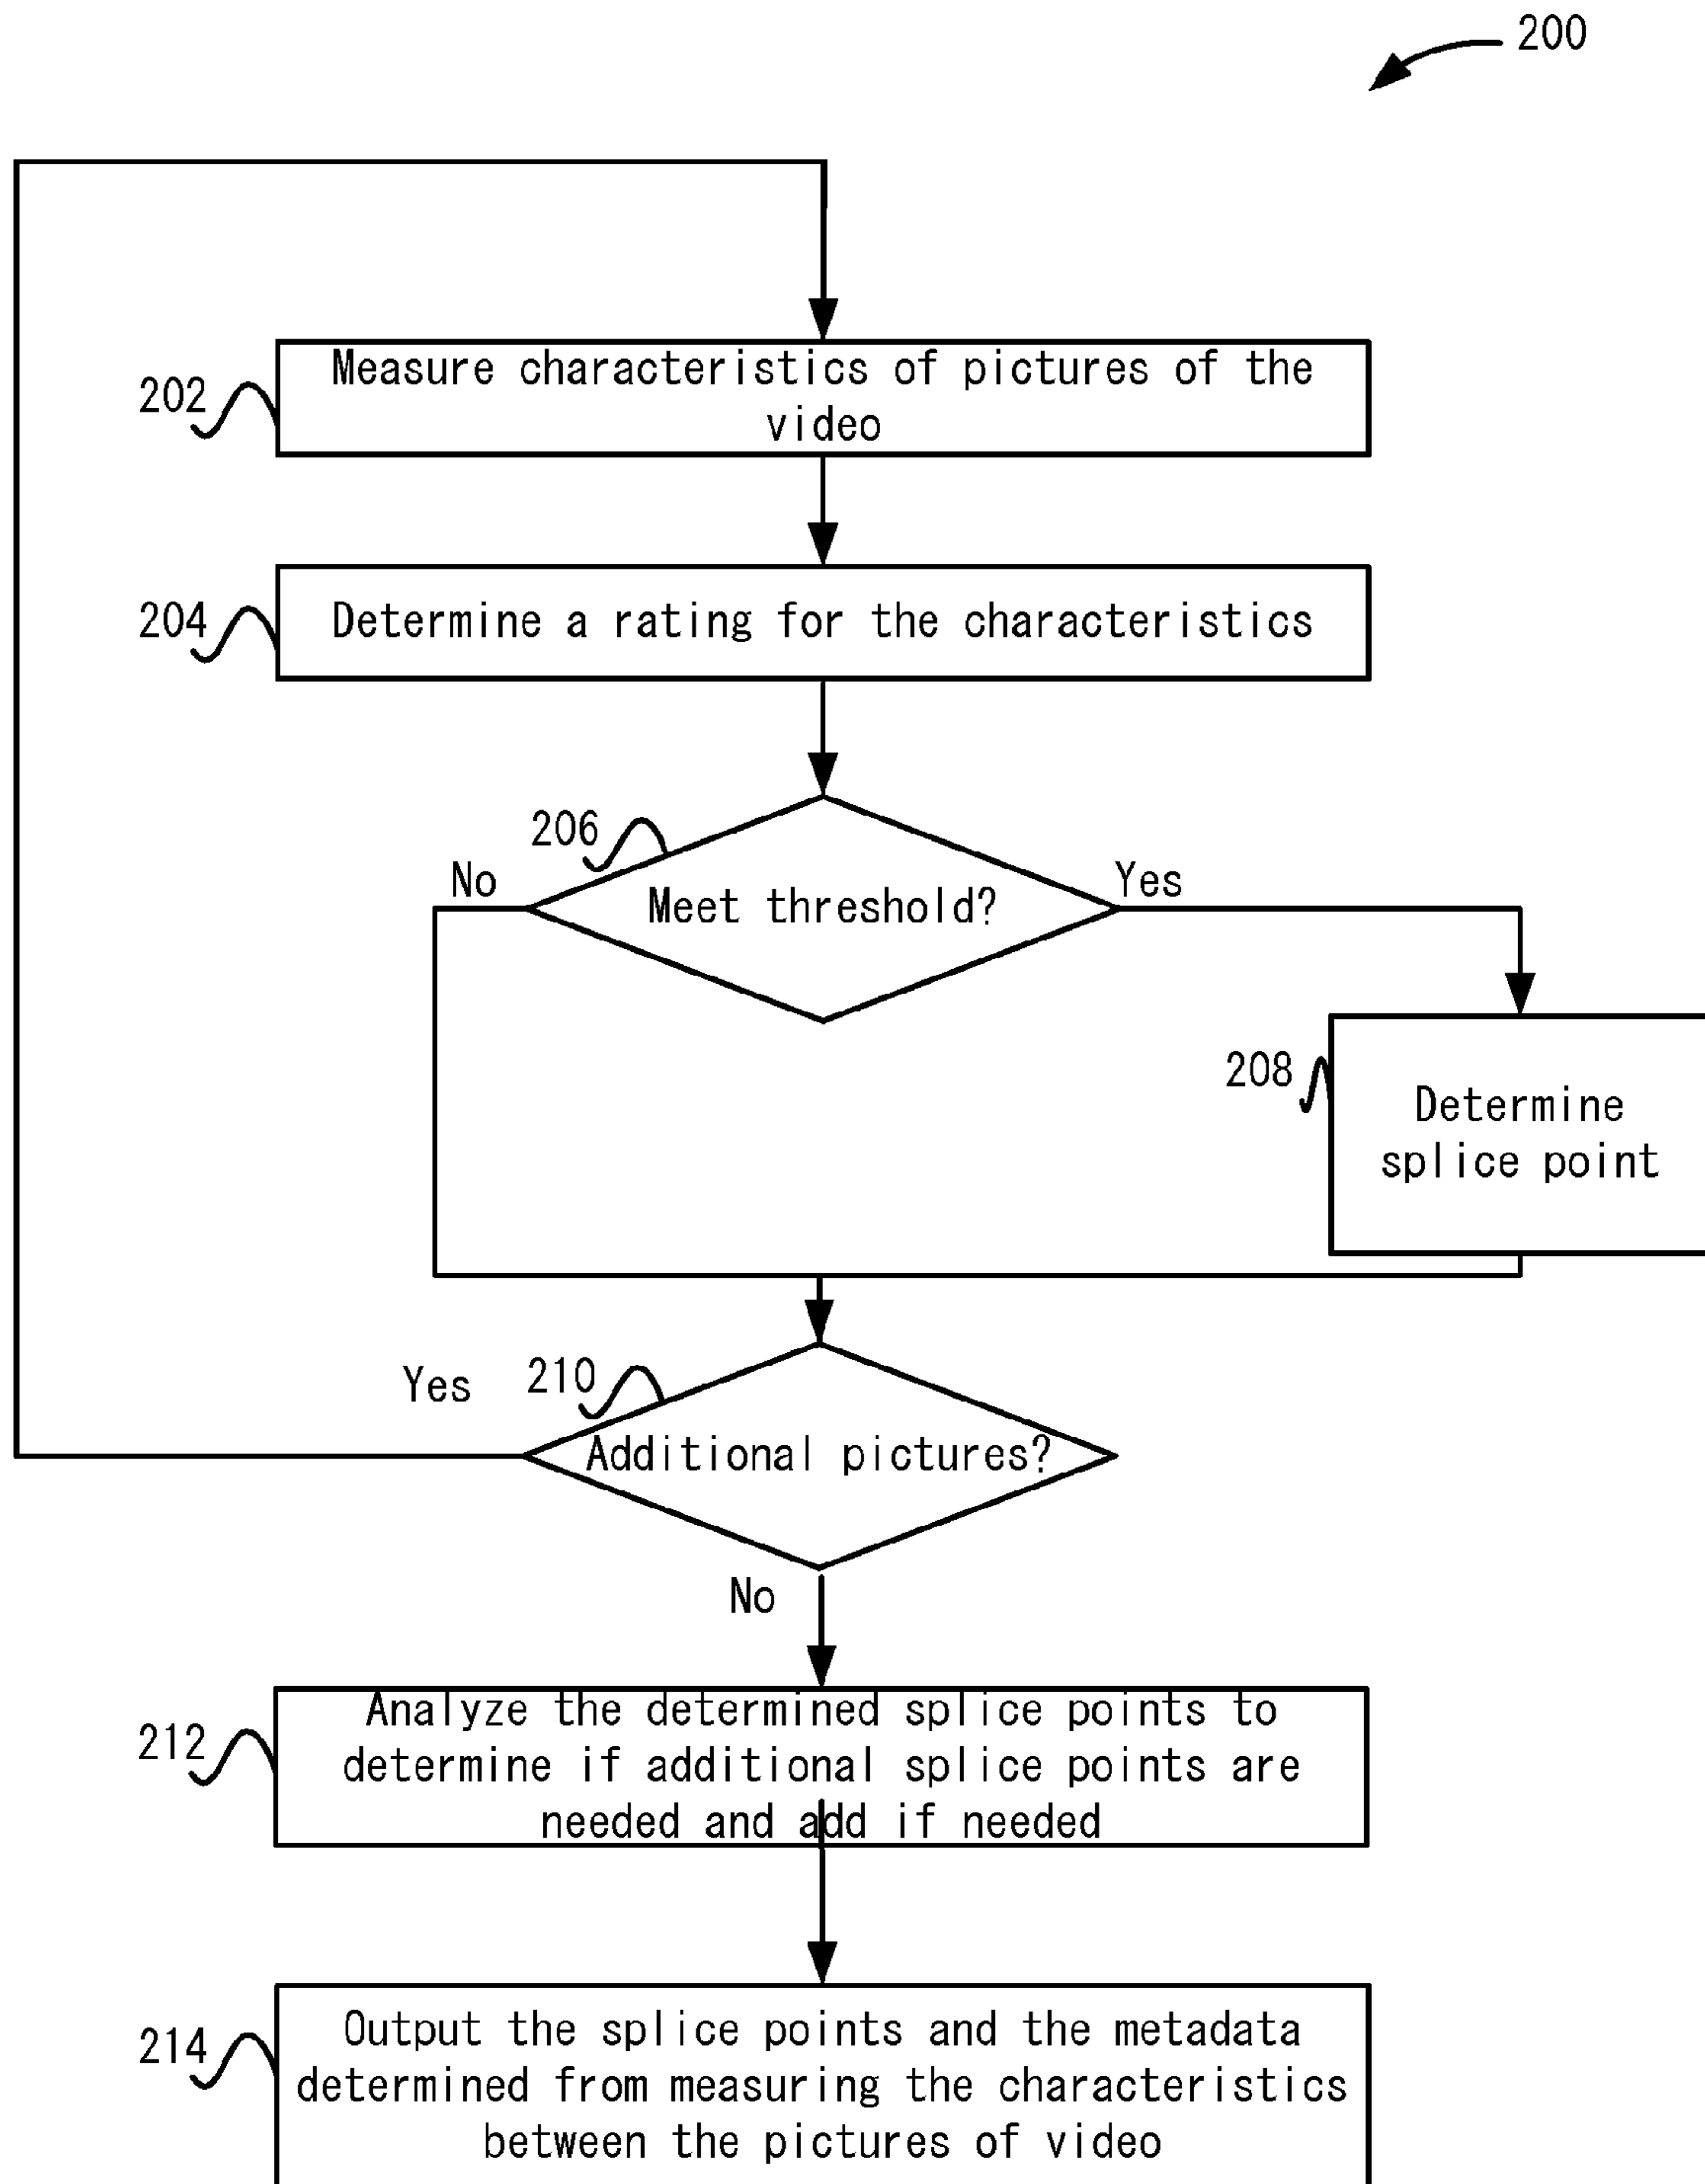 200
202
Measure characteristics of pictures of the
video
204
Determine a rating for the characteristics
206
No
Yes
Meet threshold?
208
Determine
splice point
Yes
210
Additional pictures?
No
212
Analyze the determined splice points to
determine if additional splice points are
needed and add if needed
214
Output the splice points and the metadata
determined from measuring the characteristics
between the pictures of video